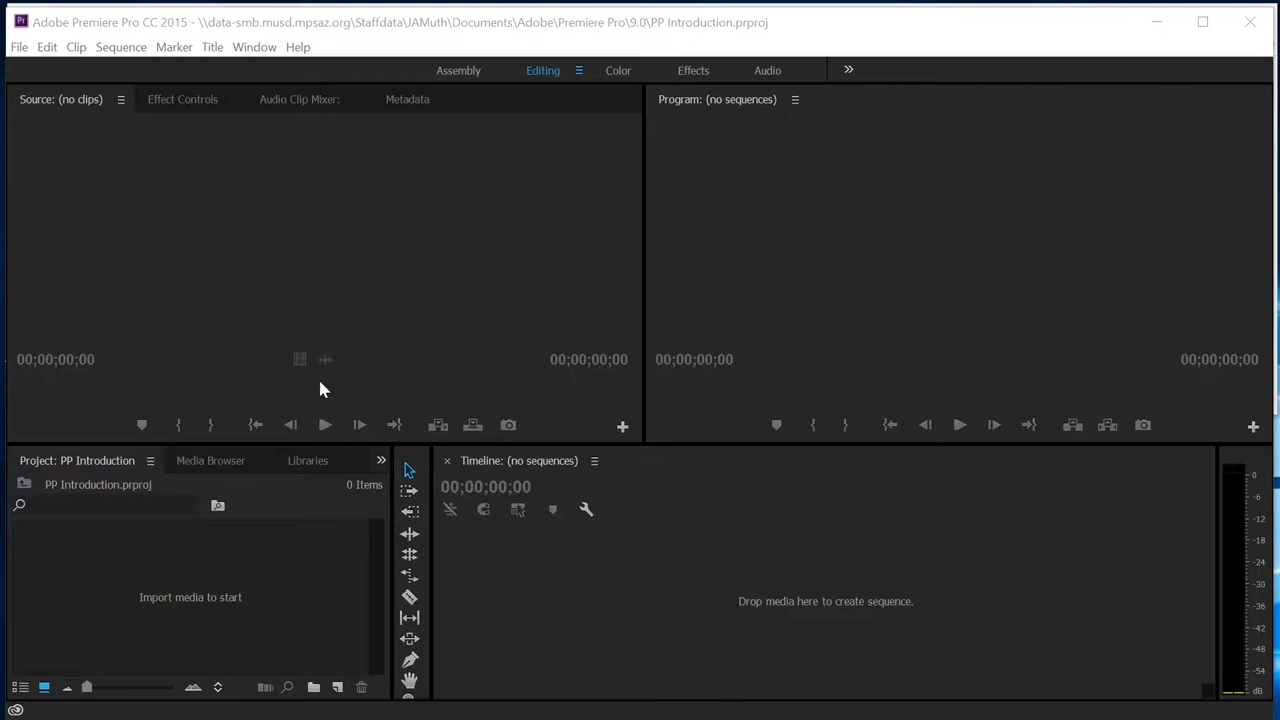 Pr Adobe Premiere Pro CC 2015 - \\data-smb.musd.mpsaz.org\Staffdata\JAMuth\Documents\Adobe\Premiere Pro\9.0\PP Introduction.prproj
File Edit Clip Sequence Marker Title Window Help
Assembly Editing Color Effects Audio
Source: (no clips) Effect Controls Audio Clip Mixer: Metadata
Program: (no sequences)
00;00;00;00 00;00;00;00
00;00;00;00 00;00;00;00
Project: PP Introduction Media Browser Libraries
PP Introduction.prproj 0 Items
Import media to start
Timeline: (no sequences)
00;00;00;00
Drop media here to create sequence.
0
-6
-12
-18
-24
-30
-36
-42
-48
-54
dB